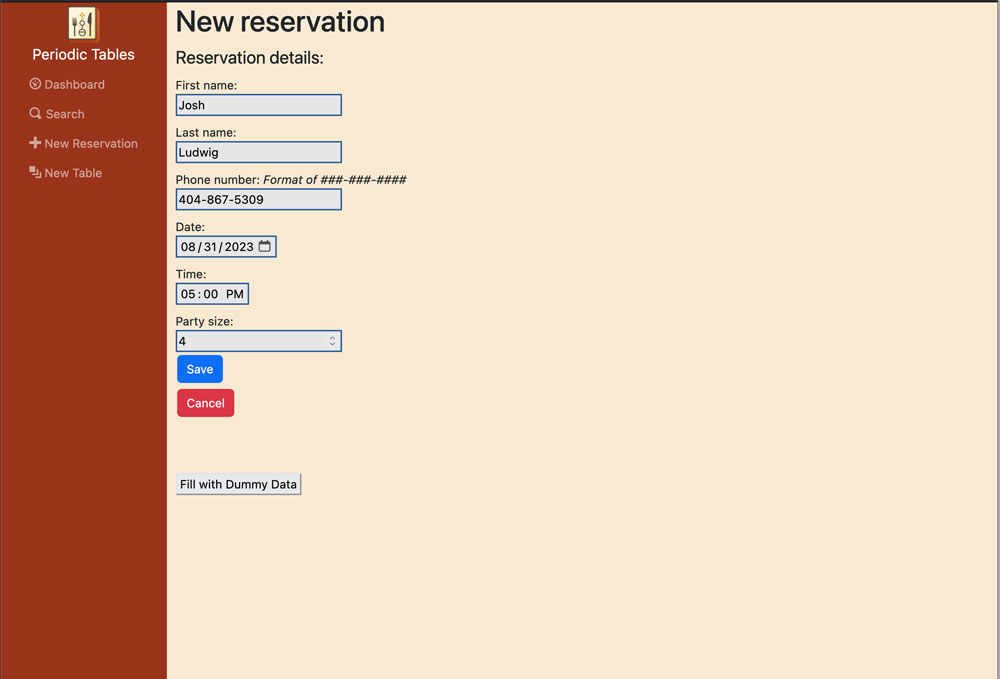 Periodic Tables
Dashboard
Search
New Reservation
New Table
New reservation
Reservation details:
First name:
Josh
Last name:
Ludwig
Phone number: Format of ###-###-####
404-867-5309
Date:
08/31/2023
Time:
05:00 PM
Party size:
4
Save
Cancel
Fill with Dummy Data